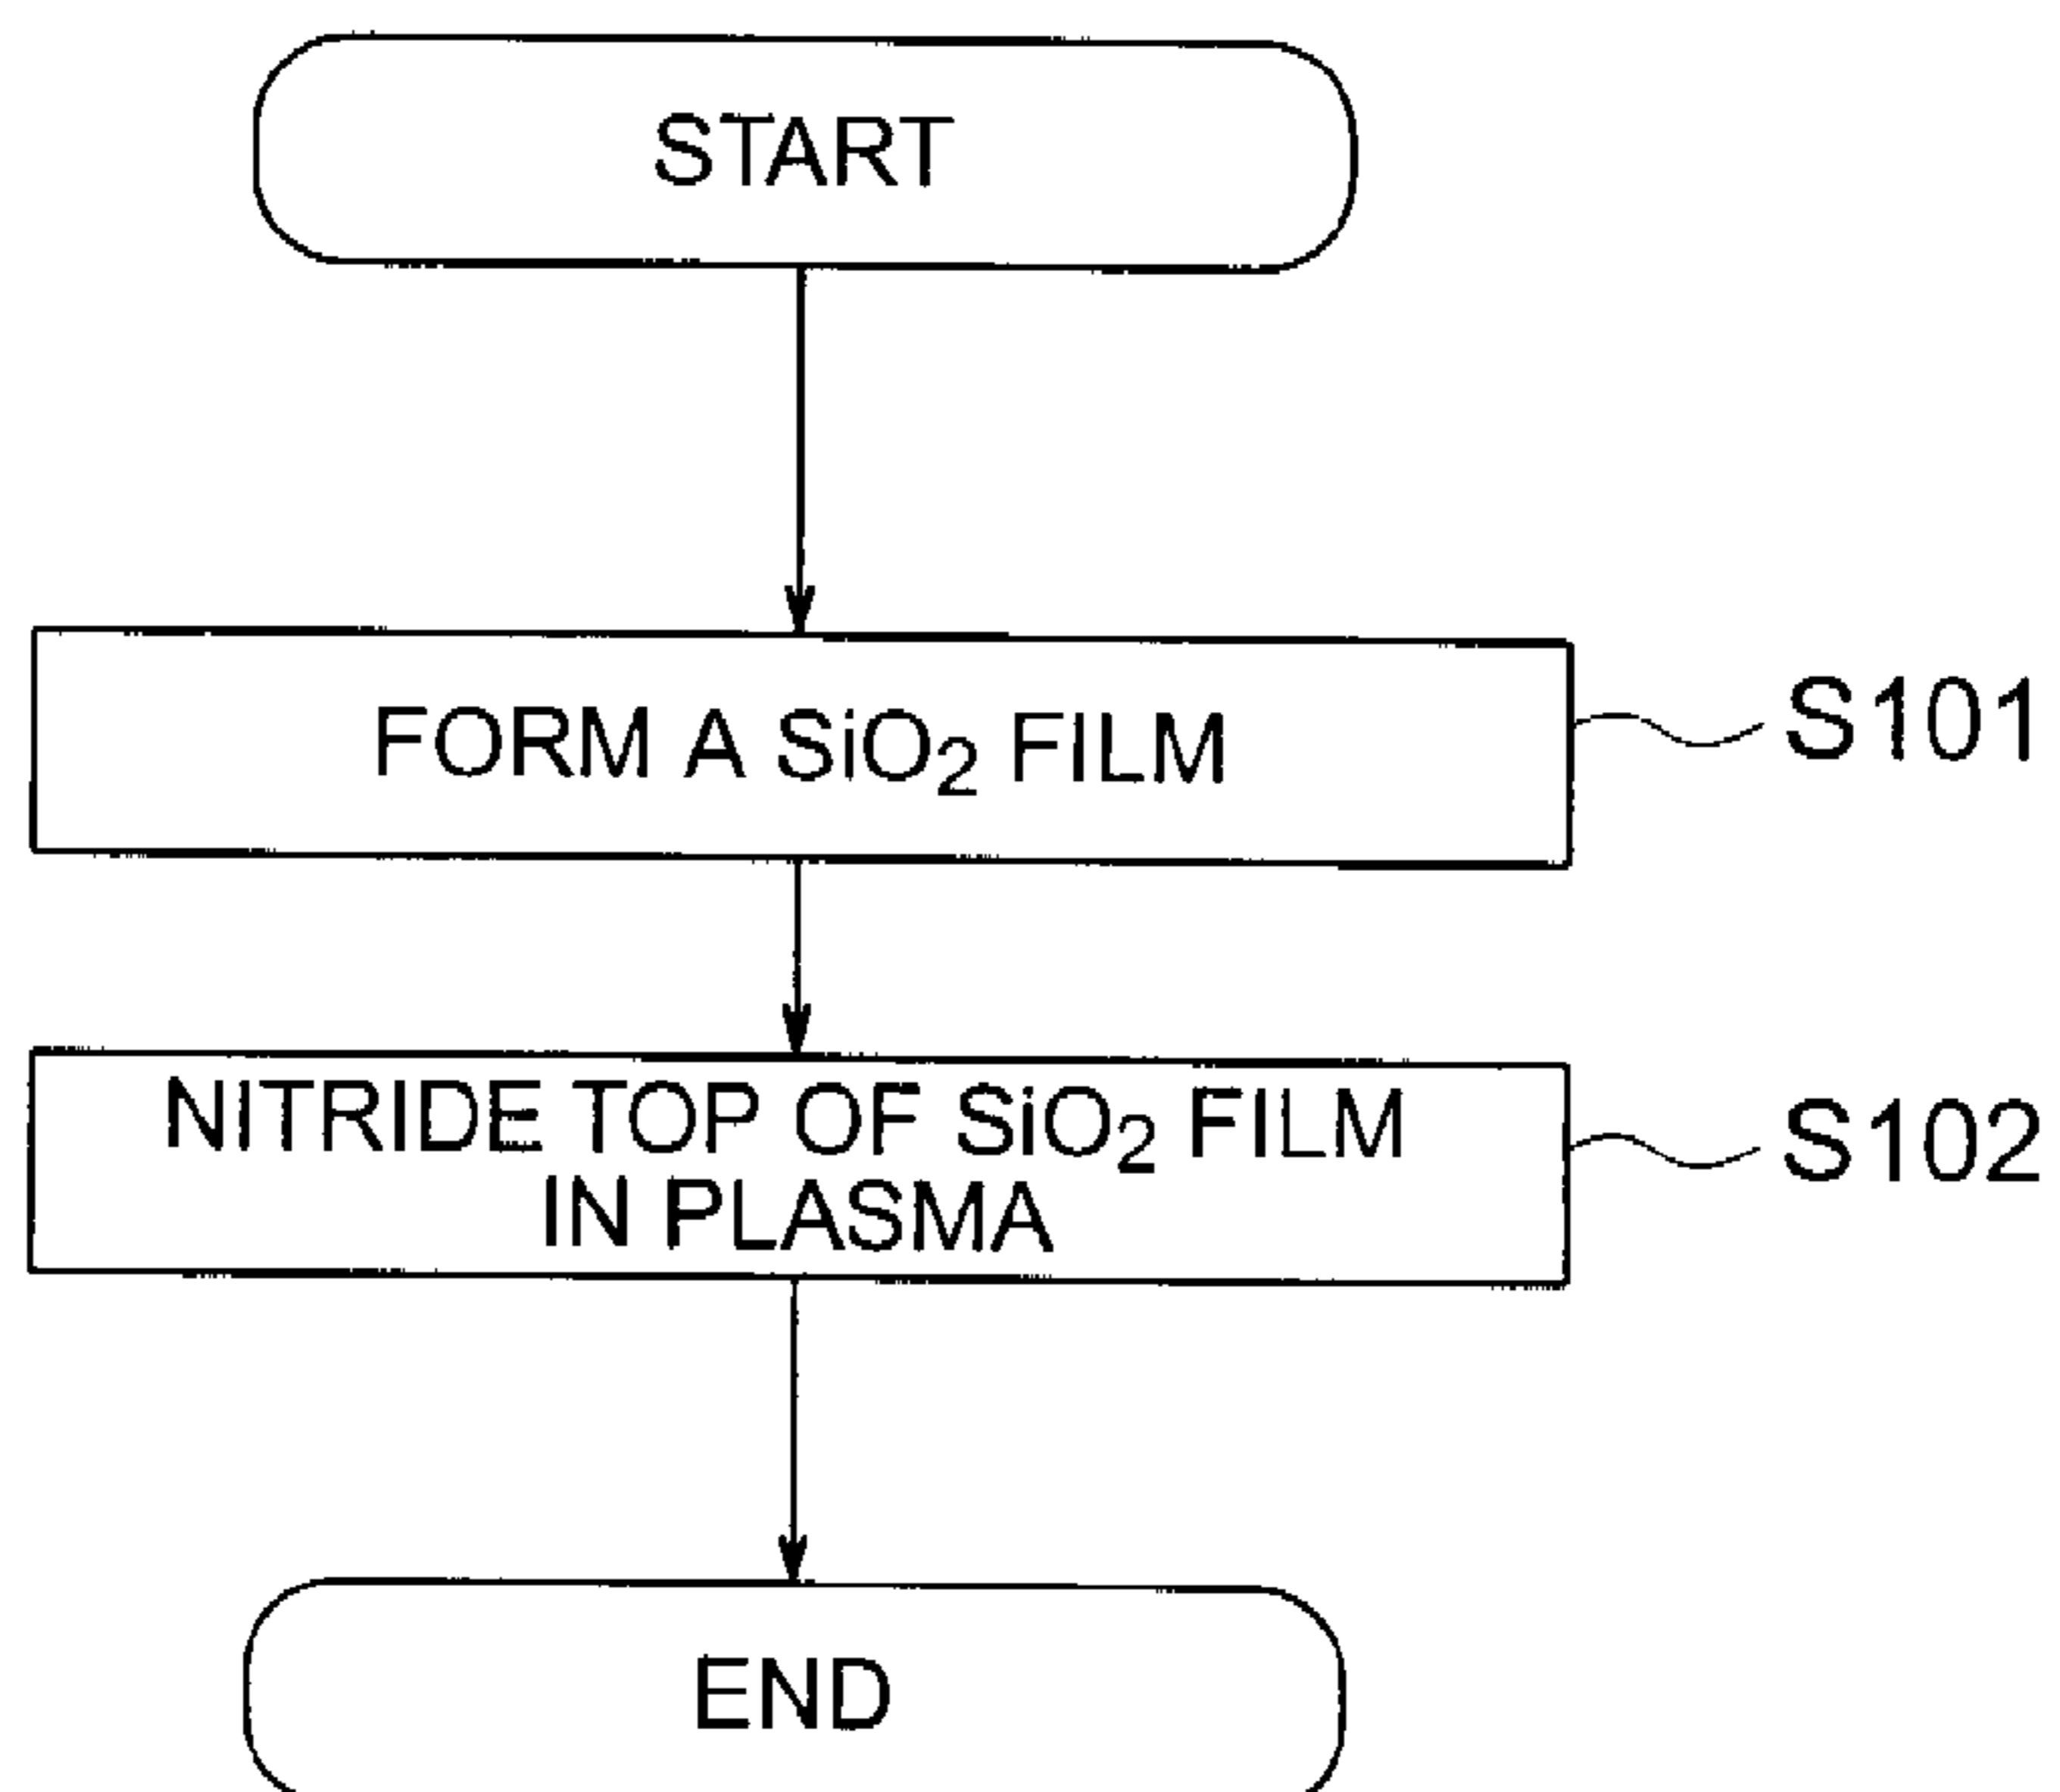 START
FORM A SiO₂ FILM
S101
NITRIDE TOP OF SiO₂ FILM
IN PLASMA
S102
END